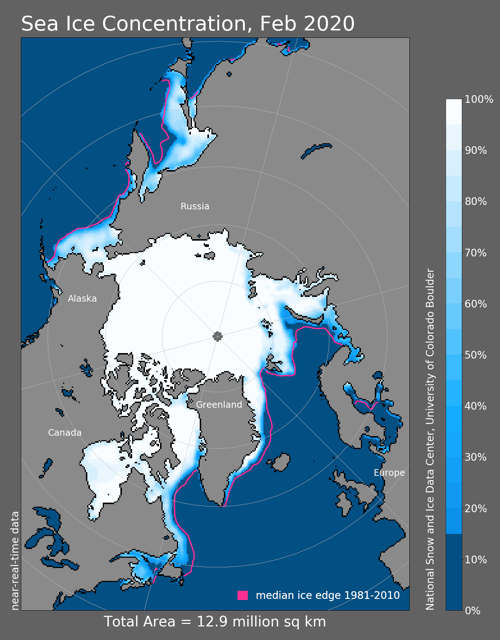 Sea Ice Concentration, Feb 2020
100%
90%
80%
70%
60%
50%
40%
30%
20%
10%
0%
Russia
Alaska
Greenland
Canada
Europe
near-real-time data
National Snow and Ice Data Center, University of Colorado Boulder
median ice edge 1981-2010
Total Area = 12.9 million sq km